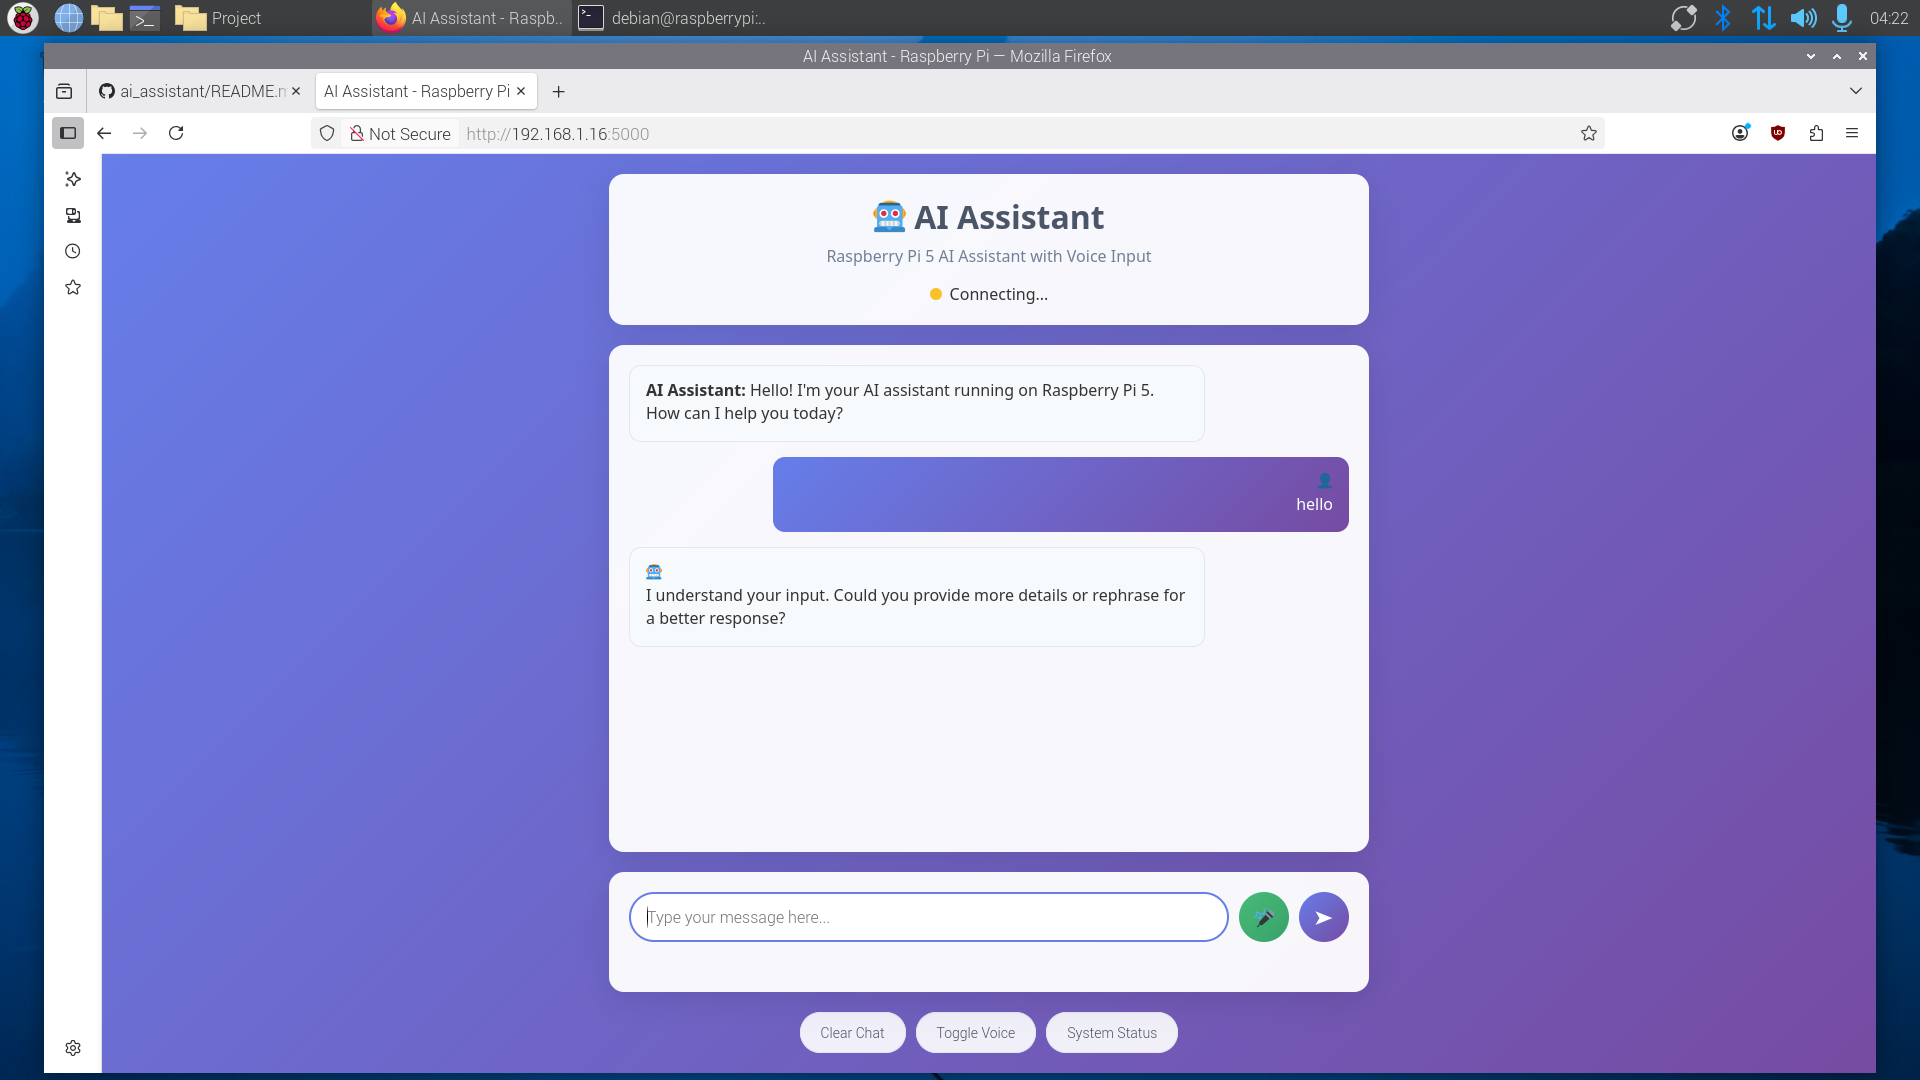 Project
AI Assistant - Raspb..
debian@raspberrypi:..
04:22
AI Assistant - Raspberry Pi — Mozilla Firefox
ai_assistant/README.m
AI Assistant - Raspberry Pi
Not Secure
http://192.168.1.16:5000
AI Assistant
Raspberry Pi 5 AI Assistant with Voice Input
Connecting...
AI Assistant: Hello! I'm your AI assistant running on Raspberry Pi 5.
How can I help you today?
hello
I understand your input. Could you provide more details or rephrase for
a better response?
Type your message here...
Clear Chat
Toggle Voice
System Status